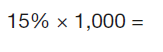 15% × 1,000 =